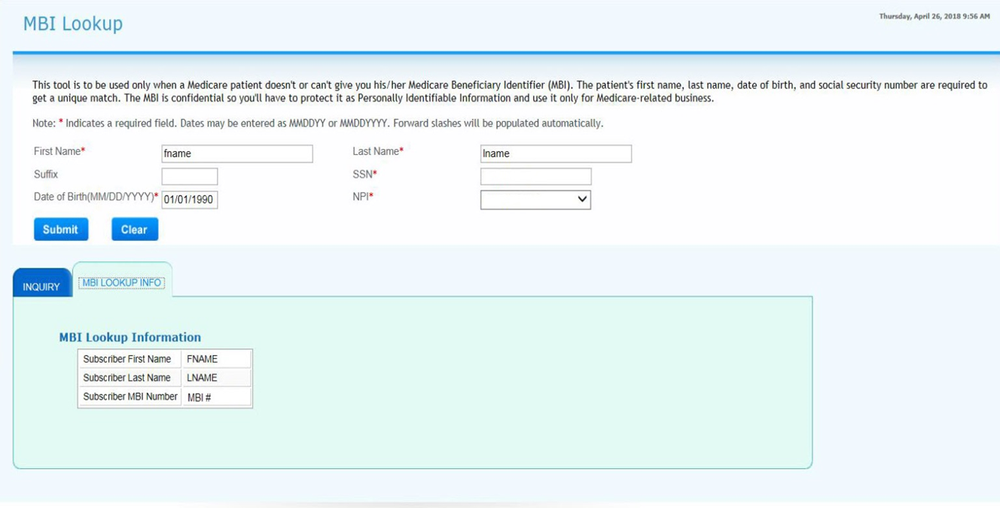 MBI Lookup
Thursday, April 26, 2018 9:56 AM
This tool is to be used only when a Medicare patient doesn't or can't give you his/her Medicare Beneficiary Identifier (MBI). The patient's first name, last name, date of birth, and social security number are required to
get a unique match. The MBI is confidential so you'll have to protect it as Personally Identifiable Information and use it only for Medicare-related business.
Note: * Indicates a required field. Dates may be entered as MMDDYY or MMDDYYYY. Forward slashes will be populated automatically.
First Name* fname Last Name* lname
Suffix SSN*
Date of Birth(MM/DD/YYYY)* 01/01/1990 NPI*
Submit Clear
INQUIRY MBI LOOKUP INFO
MBI Lookup Information
Subscriber First Name FNAME
Subscriber Last Name LNAME
Subscriber MBI Number MBI #